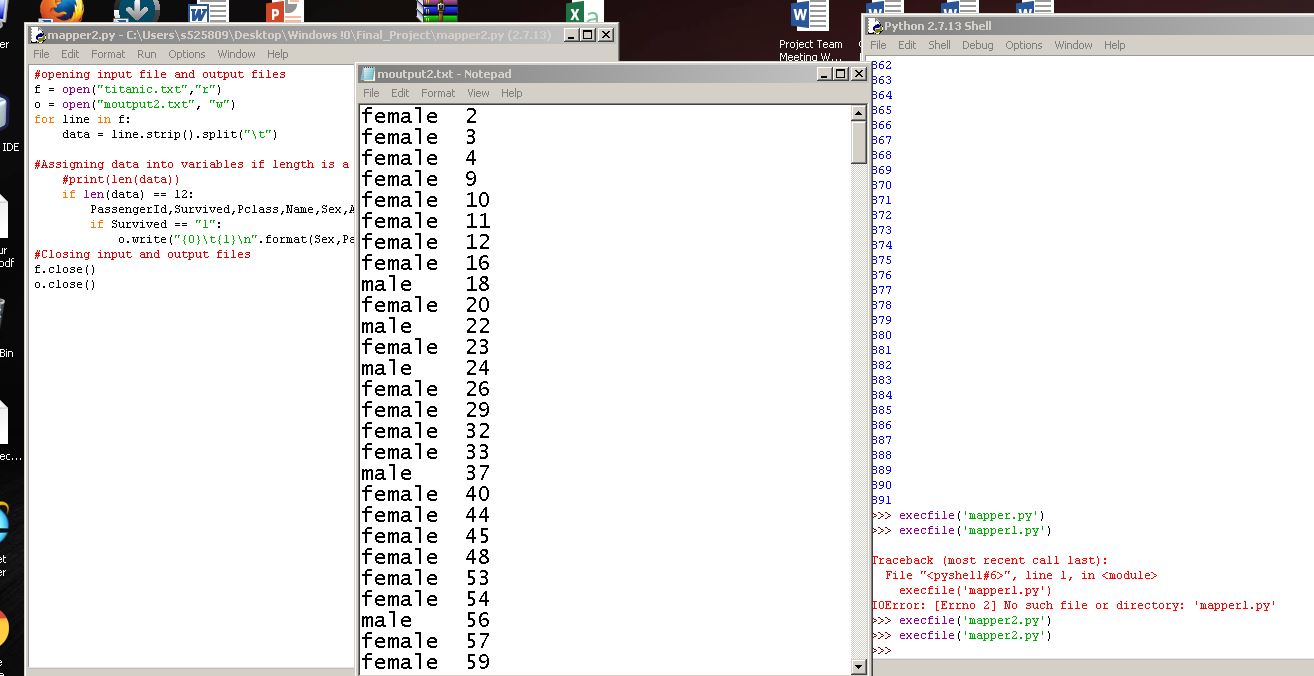 Project Team
Meeting W...
IDE
Bin
mapper2.py - C:\Users\s525809\Desktop\Windows !0\Final_Project\mapper2.py (2.7.13)
File Edit Format Run Options Window Help
#opening input file and output files
f = open("titanic.txt","r")
o = open("moutput2.txt", "w")
for line in f:
    data = line.strip().split("\t")
#Assigning data into variables if length is a
    #print(len(data))
    if len(data) == 12:
        PassengerId,Survived,Pclass,Name,Sex,A
        if Survived == "1":
            o.write("{0}\t{1}\n".format(Sex,Pa
#Closing input and output files
f.close()
o.close()
moutput2.txt - Notepad
File Edit Format View Help
female 2
female 3
female 4
female 9
female 10
female 11
female 12
female 16
male 18
female 20
male 22
female 23
male 24
female 26
female 29
female 32
female 33
male 37
female 40
female 44
female 45
female 48
female 53
female 54
male 56
female 57
female 59
Python 2.7.13 Shell
File Edit Shell Debug Options Window Help
862
863
864
865
866
867
868
869
870
871
872
873
874
875
876
877
878
879
880
881
882
883
884
885
886
887
888
889
890
891
>>> execfile('mapper.py')
>>> execfile('mapper1.py')
Traceback (most recent call last):
  File "<pyshell#6>", line 1, in <module>
    execfile('mapper1.py')
IOError: [Errno 2] No such file or directory: 'mapper1.py'
>>> execfile('mapper2.py')
>>> execfile('mapper2.py')
>>>